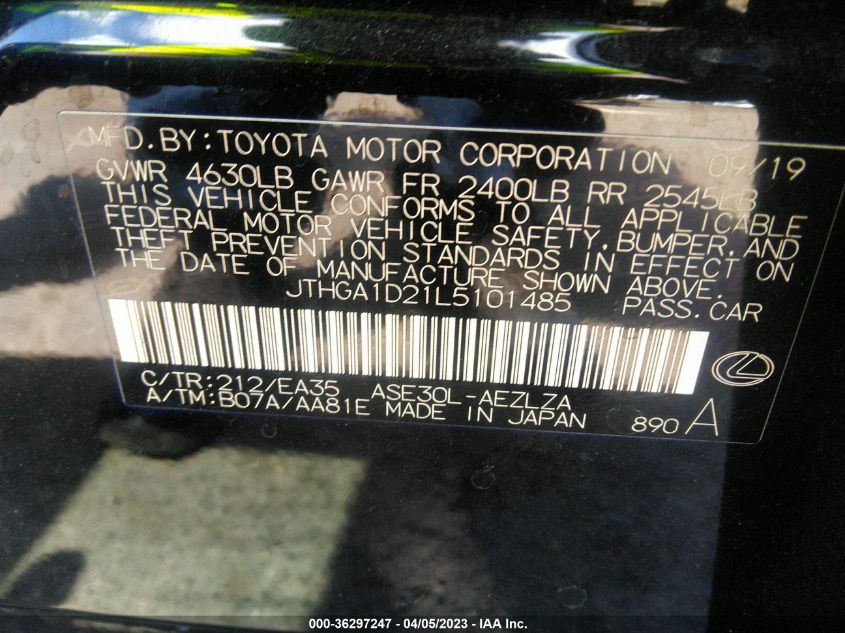 MFD.BY:TOYOTA MOTOR CORPORATION 09/19
GVWR 4630LB GAWR FR 2400LB RR 2545LB
THIS VEHICLE CONFORMS TO ALL APPLICABLE
FEDERAL MOTOR VEHICLE SAFETY,BUMPER,AND
THEFT PREVENTION STANDARDS IN EFFECT ON
THE DATE OF MANUFACTURE SHOWN ABOVE.
JTHGA1D21L5101485 PASS.CAR
C/TR:212/EA35 ASE30L-AEZLZA
A/TM:B07A/AA81E MADE IN JAPAN 890 A
000-36297247 - 04/05/2023 - IAA Inc.